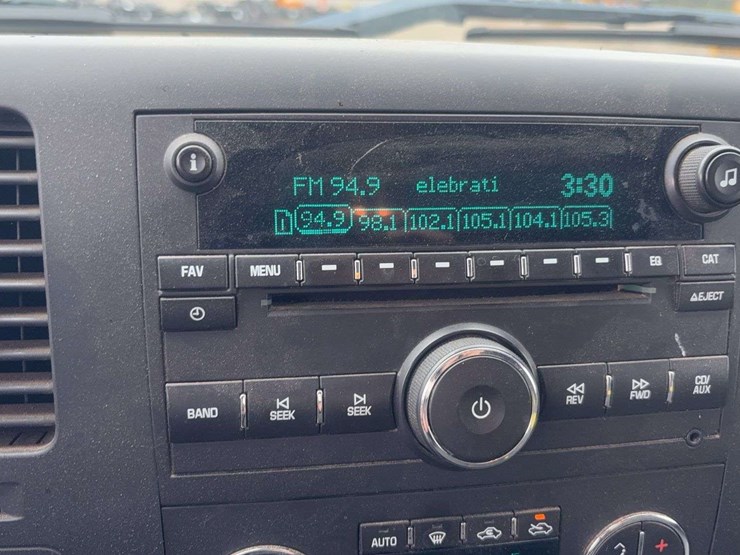 i
FM 94.9 elebrati 3:30
1 94.9 98.1 102.1 105.1 104.1 105.3
FAV MENU EQ CAT
EJECT
BAND SEEK SEEK REV FWD CD/
AUX
AUTO